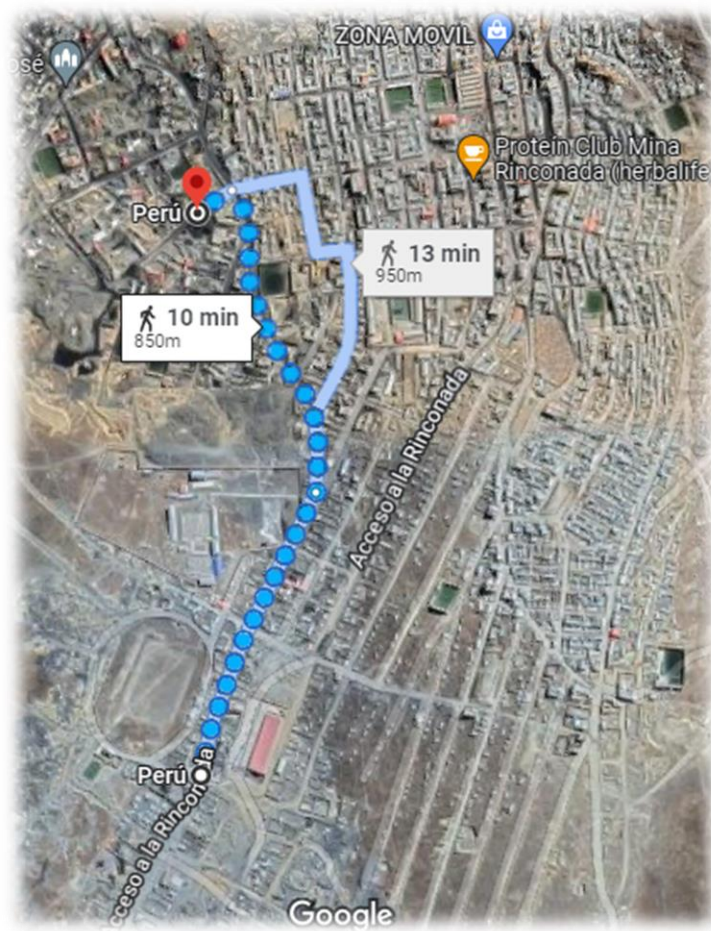 ZONA MOVIL
osé
Protein Club Mina
Rinconada (herbalife
Perú
13 min
950m
10 min
850m
Acceso a la Rinconada
Perú
cceso a la Rinconada
Google